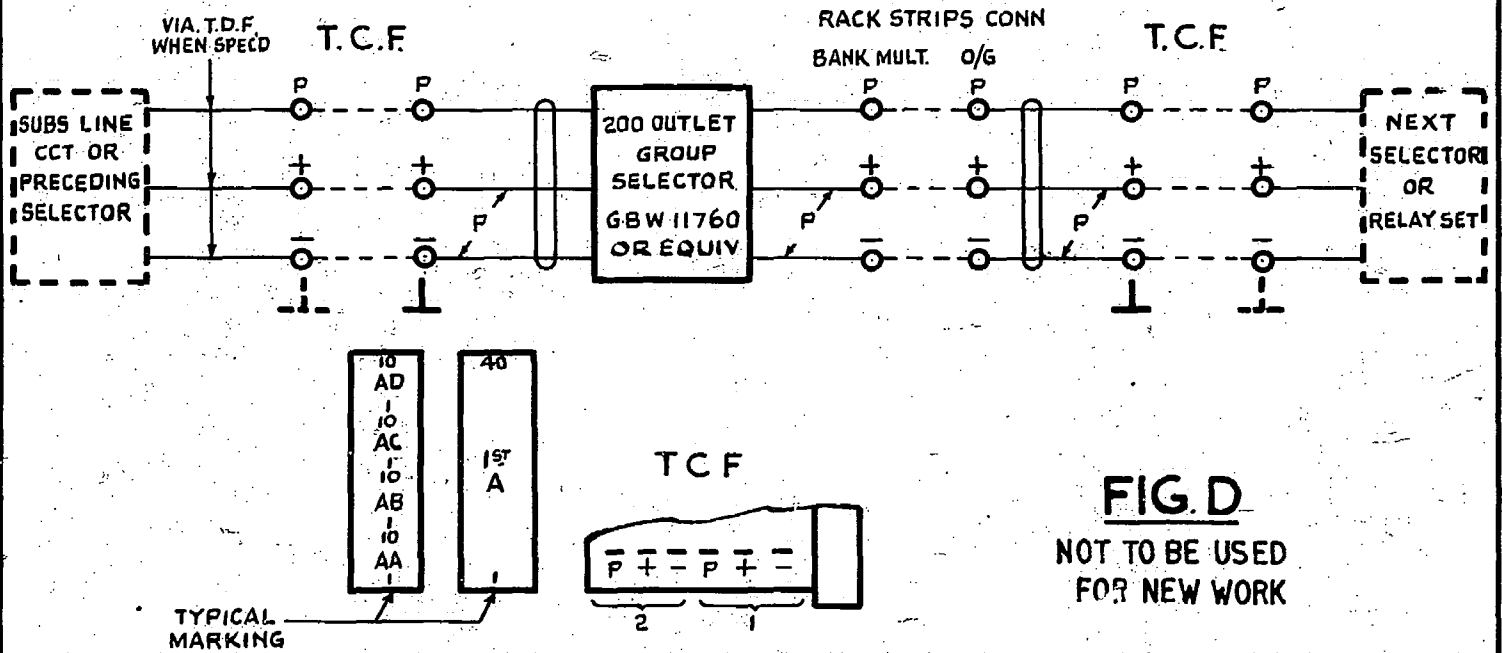 VIA. T.D.F.
WHEN SPEC'D
T.C.F.
RACK STRIPS CONN
BANK MULT. O/G
T.C.F.
P P P P P P
SUBS LINE
CCT OR
PRECEDING
SELECTOR
200 OUTLET
GROUP
SELECTOR
GBW 11760
OR EQUIV
NEXT
SELECTOR
OR
RELAY SET
+ + + + + +
P P P
- - - - - -
10
AD
1
10
AC
1
10
AB
1
10
AA
1
40
1ST
A
1
TYPICAL
MARKING
TCF
P + - P + -
2 1
FIG. D
NOT TO BE USED
FOR NEW WORK